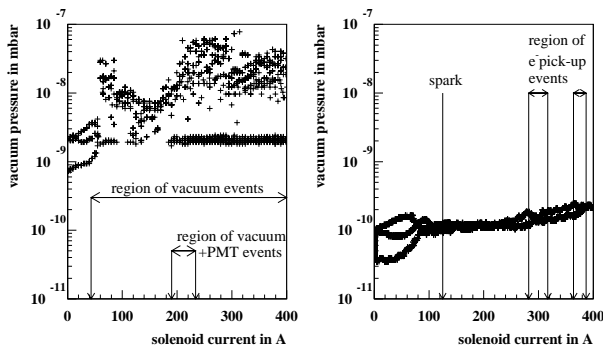 vacuum pressure in mbar
10 -7
10 -8
10 -9
10 -10
10 -11
region of vacuum events
region of vacuum
+PMT events
0 100 200 300 400
solenoid current in A
vacuum pressure in mbar
10 -7
10 -8
10 -9
10 -10
10 -11
region of
e-pick-up
events
spark
0 100 200 300 400
solenoid current in A